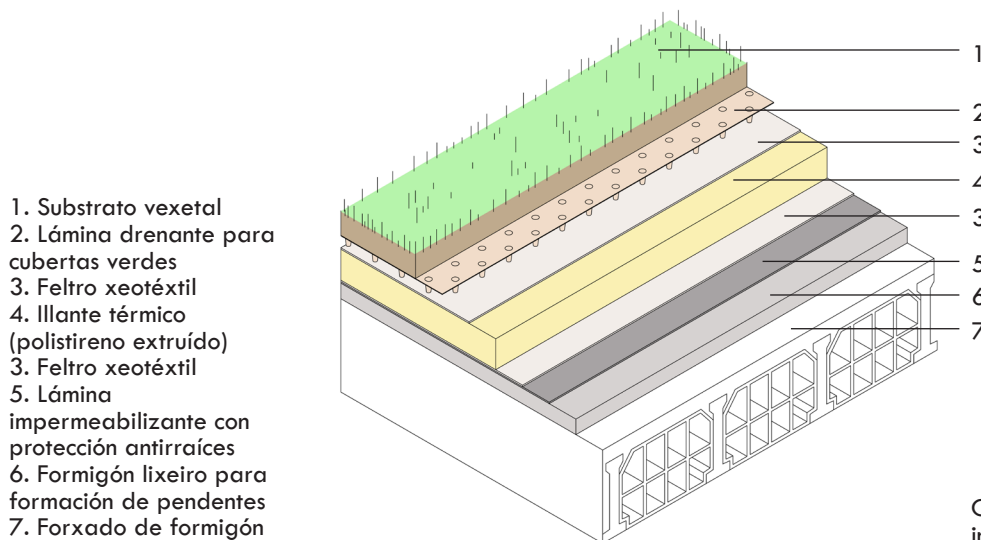 1. Substrato vexetal
2. Lámina drenante para
cubertas verdes
3. Feltro xeotéxtil
4. Illante térmico
(polistireno extruído)
3. Feltro xeotéxtil
5. Lámina
impermeabilizante con
protección antirraíces
6. Formigón lixeiro para
formación de pendentes
7. Forxado de formigón
1
2
3
4
3
5
6
7